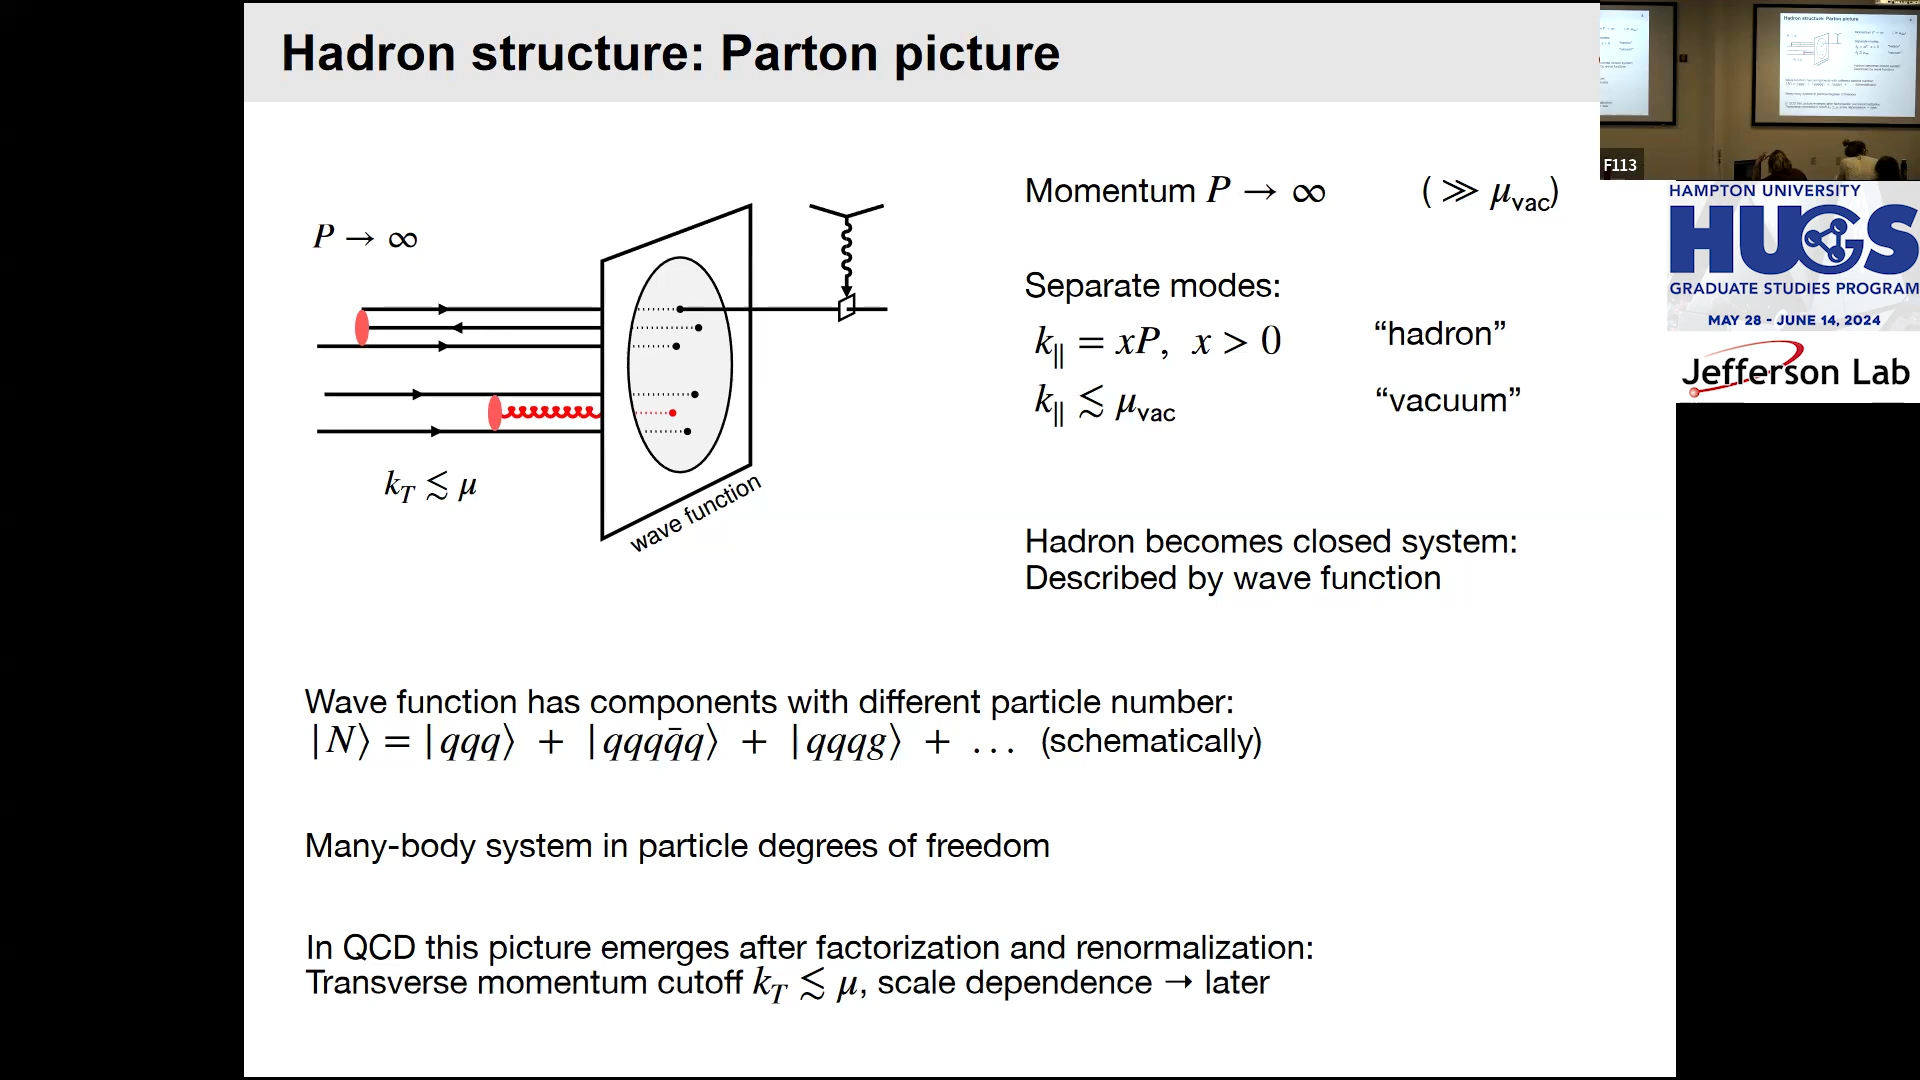 Hadron structure: Parton picture
P → ∞
k_T ≲ μ
wave function
Momentum P → ∞ ( ≫ μ_vac)
Separate modes:
k_∥ = xP, x > 0 “hadron”
k_∥ ≲ μ_vac “vacuum”
Hadron becomes closed system:
Described by wave function
Wave function has components with different particle number:
|N⟩ = |qqq⟩ + |qqqq̄q⟩ + |qqqg⟩ + ... (schematically)
Many-body system in particle degrees of freedom
In QCD this picture emerges after factorization and renormalization:
Transverse momentum cutoff k_T ≲ μ, scale dependence → later
Hadron structure: Parton picture
F113
HAMPTON UNIVERSITY
HUGS
GRADUATE STUDIES PROGRAM
MAY 28 - JUNE 14, 2024
Jefferson Lab